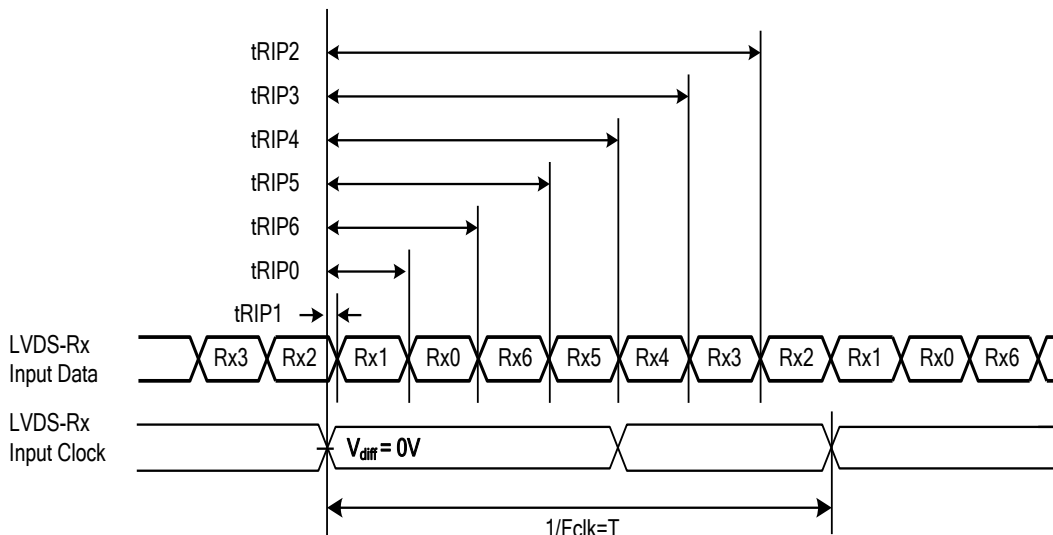 tRIP2
tRIP3
tRIP4
tRIP5
tRIP6
tRIP0
tRIP1
LVDS-Rx
Input Data
Rx3 Rx2 Rx1 Rx0 Rx6 Rx5 Rx4 Rx3 Rx2 Rx1 Rx0 Rx6
LVDS-Rx
Input Clock
Vdiff = 0V
1/Fclk=T